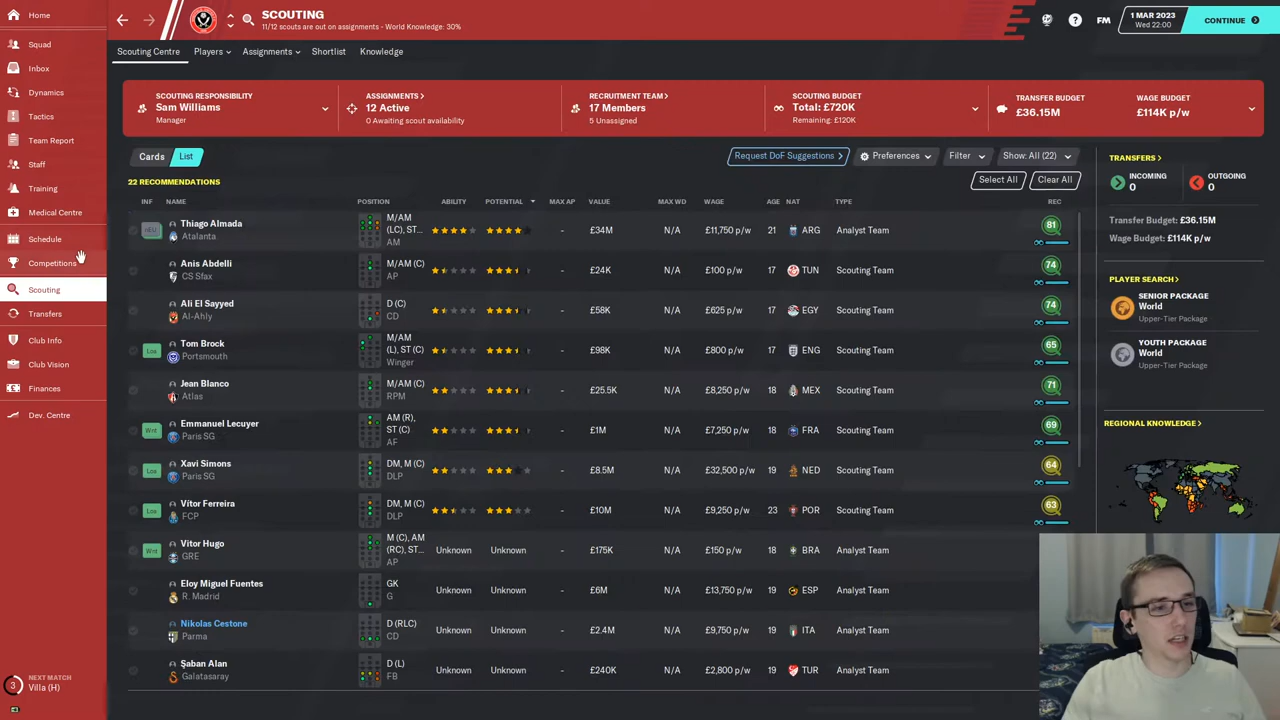 Home
SCOUTING
11/12 scouts are out on assignments - World Knowledge: 30%
FM
1 MAR 2023
Wed 22:00
CONTINUE
Squad
Inbox
Dynamics
Tactics
Team Report
Staff
Training
Medical Centre
Schedule
Competitions
Scouting
Transfers
Club Info
Club Vision
Finances
Dev. Centre
3
NEXT MATCH
Villa (H)
Scouting Centre Players Assignments Shortlist Knowledge
SCOUTING RESPONSIBILITY
Sam Williams
Manager
ASSIGNMENTS
12 Active
0 Awaiting scout availability
RECRUITMENT TEAM
17 Members
5 Unassigned
SCOUTING BUDGET
Total: £720K
Remaining: £120K
TRANSFER BUDGET
£36.15M
WAGE BUDGET
£114K p/w
Cards List
Request DoF Suggestions Preferences Filter Show: All (22)
22 RECOMMENDATIONS
Select All Clear All
INF NAME POSITION ABILITY POTENTIAL MAX AP VALUE MAX WD WAGE AGE NAT TYPE REC
Thiago Almada
Atalanta
M/AM
(LC), ST...
AM
- £34M N/A £11,750 p/w 21 ARG Analyst Team 81
Anis Abdelli
CS Sfax
M/AM (C)
AP
- £24K N/A £100 p/w 17 TUN Scouting Team 74
Ali El Sayyed
Al-Ahly
D (C)
CD
- £58K N/A £625 p/w 17 EGY Scouting Team 74
Los
Tom Brock
Portsmouth
M/AM
(L), ST (C)
Winger
- £98K N/A £800 p/w 17 ENG Scouting Team 65
Jean Blanco
Atlas
M/AM (C)
RPM
- £25.5K N/A £8,250 p/w 18 MEX Scouting Team 71
Wnt
Emmanuel Lecuyer
Paris SG
AM (R),
ST (C)
AF
- £1M N/A £7,250 p/w 18 FRA Scouting Team 69
Los
Xavi Simons
Paris SG
DM, M (C)
DLP
- £8.5M N/A £32,500 p/w 19 NED Scouting Team 64
Los
Vítor Ferreira
FCP
DM, M (C)
DLP
- £10M N/A £9,250 p/w 23 POR Scouting Team 63
Wnt
Vitor Hugo
GRE
M (C), AM
(RC), ST...
AP
Unknown Unknown - £175K N/A £150 p/w 18 BRA Analyst Team
Eloy Miguel Fuentes
R. Madrid
GK
G
Unknown Unknown - £6M N/A £13,750 p/w 19 ESP Analyst Team
Nikolas Cestone
Parma
D (RLC)
CD
Unknown Unknown - £2.4M N/A £9,750 p/w 19 ITA Analyst Team
Şaban Alan
Galatasaray
D (L)
FB
Unknown Unknown - £240K N/A £2,800 p/w 19 TUR Analyst Team
TRANSFERS
INCOMING
0
OUTGOING
0
Transfer Budget: £36.15M
Wage Budget: £114K p/w
PLAYER SEARCH
SENIOR PACKAGE
World
Upper-Tier Package
YOUTH PACKAGE
World
Upper-Tier Package
REGIONAL KNOWLEDGE